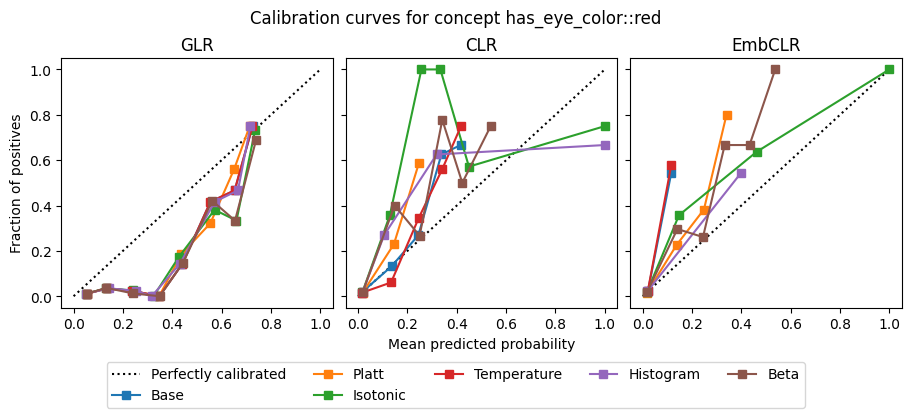 Calibration curves for concept has_eye_color::red
GLR
CLR
EmbCLR
Fraction of positives
1.0
0.8
0.6
0.4
0.2
0.0
0.0 0.2 0.4 0.6 0.8 1.0
0.0 0.2 0.4 0.6 0.8 1.0
0.0 0.2 0.4 0.6 0.8 1.0
Mean predicted probability
Perfectly calibrated
Base
Platt
Isotonic
Temperature
Histogram
Beta